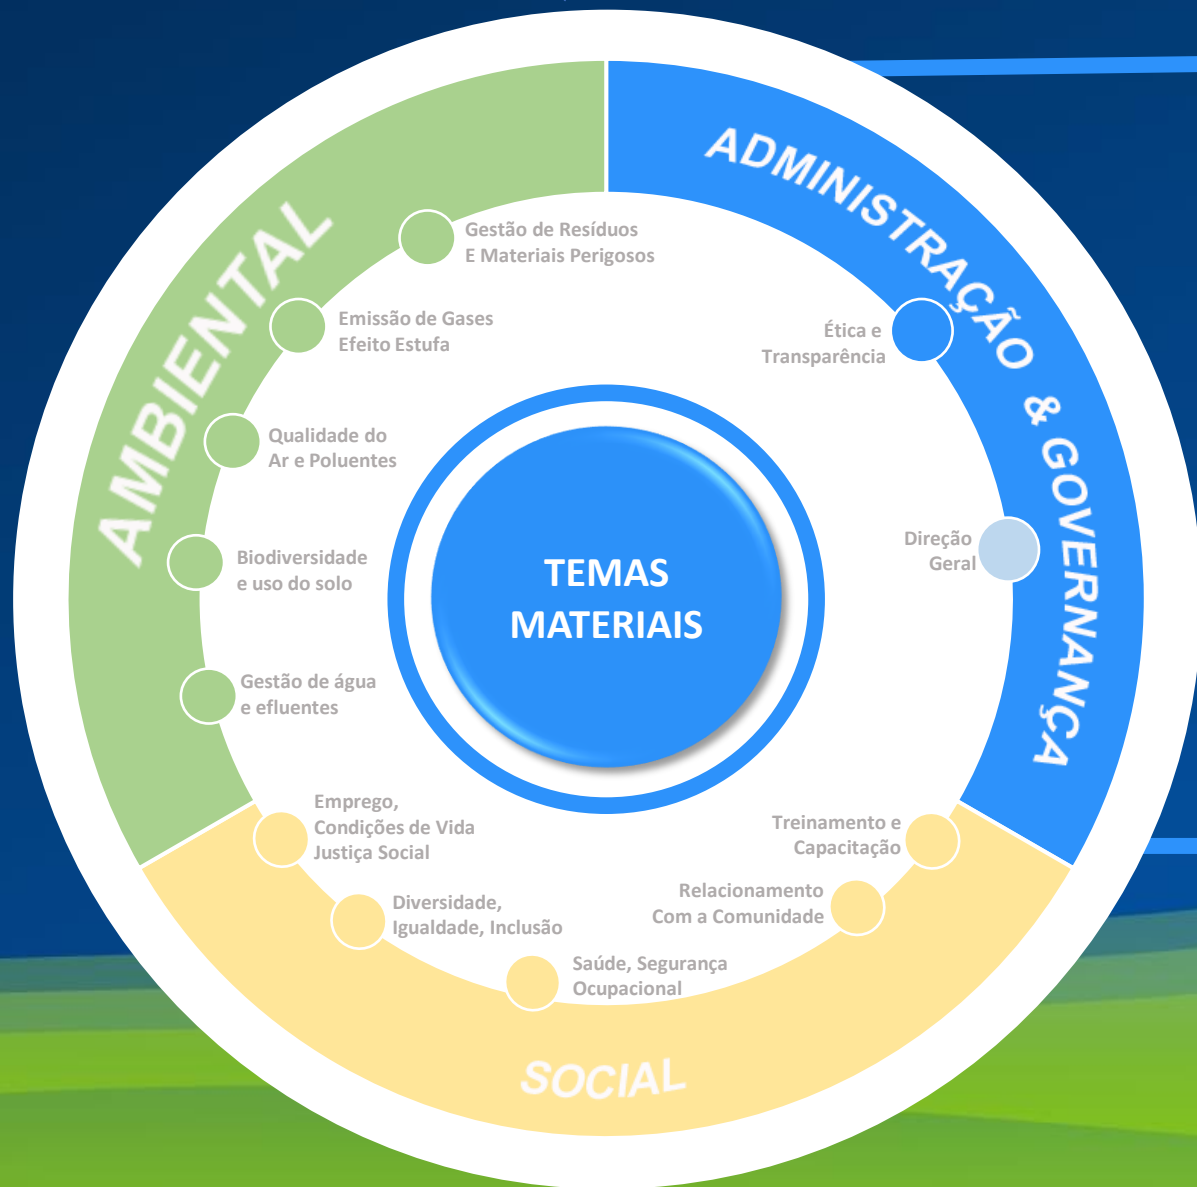 AMBIENTAL
Gestão de Resíduos
E Materiais Perigosos
Emissão de Gases
Efeito Estufa
Qualidade do
Ar e Poluentes
Biodiversidade
e uso do solo
Gestão de água
e efluentes
ADMINISTRAÇÃO & GOVERNANÇA
Ética e
Transparência
Direção
Geral
TEMAS
MATERIAIS
Emprego,
Condições de Vida
Justiça Social
Diversidade,
Igualdade, Inclusão
Saúde, Segurança
Ocupacional
Relacionamento
Com a Comunidade
Treinamento e
Capacitação
SOCIAL